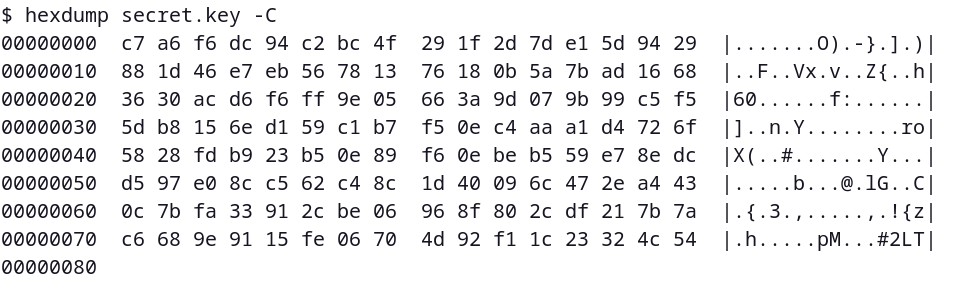 $ hexdump secret.key -C
00000000  c7 a6 f6 dc 94 c2 bc 4f  29 1f 2d 7d e1 5d 94 29  |.......O).-}.].)|
00000010  88 1d 46 e7 eb 56 78 13  76 18 0b 5a 7b ad 16 68  |..F..Vx.v..Z{..h|
00000020  36 30 ac d6 f6 ff 9e 05  66 3a 9d 07 9b 99 c5 f5  |60......f:......|
00000030  5d b8 15 6e d1 59 c1 b7  f5 0e c4 aa a1 d4 72 6f  |]..n.Y........ro|
00000040  58 28 fd b9 23 b5 0e 89  f6 0e be b5 59 e7 8e dc  |X(..#.......Y...|
00000050  d5 97 e0 8c c5 62 c4 8c  1d 40 09 6c 47 2e a4 43  |.....b...@.lG..C|
00000060  0c 7b fa 33 91 2c be 06  96 8f 80 2c df 21 7b 7a  |.{.3.,.....,.!{z|
00000070  c6 68 9e 91 15 fe 06 70  4d 92 f1 1c 23 32 4c 54  |.h.....pM...#2LT|
00000080